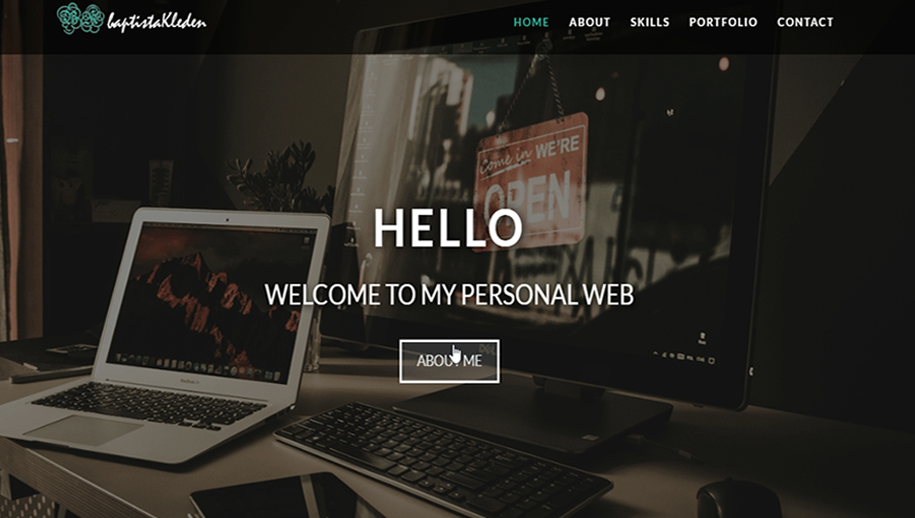 baptistaKleden
HOME ABOUT SKILLS PORTFOLIO CONTACT
come in WE'RE
OPEN
HELLO
WELCOME TO MY PERSONAL WEB
ABOUT ME